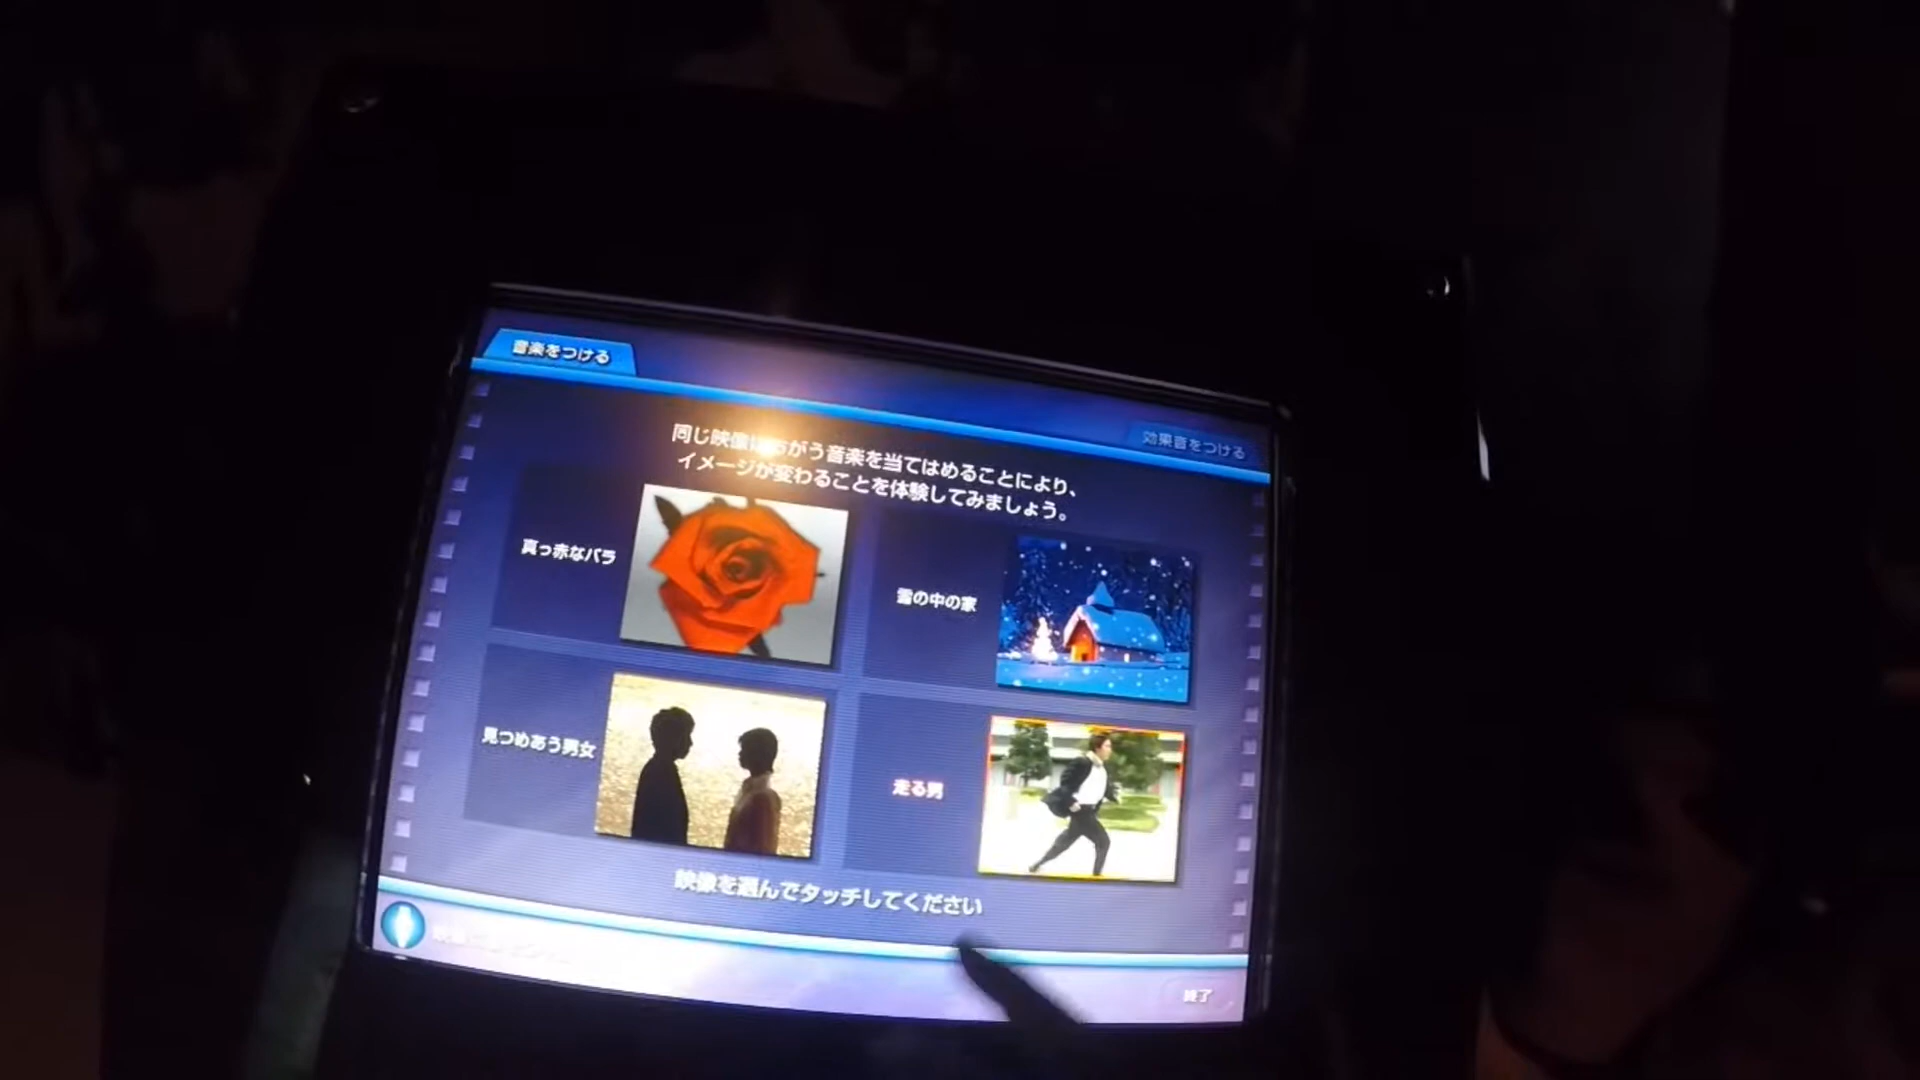 音楽をつける
効果音をつける
同じ映像にちがう音楽を当てはめることにより、
イメージが変わることを体験してみましょう。
真っ赤なバラ
雪の中の家
見つめあう男女
走る男
映像を選んでタッチしてください
終了